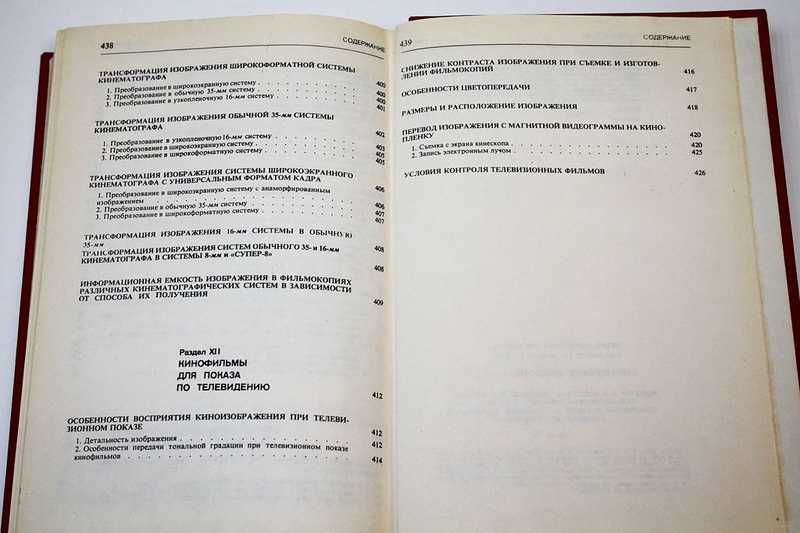 438
СОДЕРЖАНИЕ
ТРАНСФОРМАЦИЯ ИЗОБРАЖЕНИЯ ШИРОКОФОРМАТНОЙ СИСТЕМЫ
КИНЕМАТОГРАФА 400
1. Преобразование в широкоэкранную систему 400
2. Преобразование в обычную 35-мм систему 400
3. Преобразование в узкопленочную 16-мм систему 401
ТРАНСФОРМАЦИЯ ИЗОБРАЖЕНИЯ ОБЫЧНОЙ 35-мм СИСТЕМЫ
КИНЕМАТОГРАФА 402
1. Преобразование в узкопленочную 16-мм систему 403
2. Преобразование в широкоэкранную систему 405
3. Преобразование в широкоформатную систему 405
ТРАНСФОРМАЦИЯ ИЗОБРАЖЕНИЯ СИСТЕМЫ ШИРОКОЭКРАННОГО
КИНЕМАТОГРАФА С УНИВЕРСАЛЬНЫМ ФОРМАТОМ КАДРА 406
1. Преобразование в широкоэкранную систему с анаморфированным
изображением 406
2. Преобразование в обычную 35-мм систему 407
3. Преобразование в широкоформатную систему 407
ТРАНСФОРМАЦИЯ ИЗОБРАЖЕНИЯ 16-мм СИСТЕМЫ В ОБЫЧНУЮ
35-мм 408
ТРАНСФОРМАЦИЯ ИЗОБРАЖЕНИЯ СИСТЕМ ОБЫЧНОГО 35- и 16-мм
КИНЕМАТОГРАФА В СИСТЕМЫ 8-мм и «СУПЕР-8» 408
ИНФОРМАЦИОННАЯ ЕМКОСТЬ ИЗОБРАЖЕНИЯ В ФИЛЬМОКОПИЯХ
РАЗЛИЧНЫХ КИНЕМАТОГРАФИЧЕСКИХ СИСТЕМ В ЗАВИСИМОСТИ
ОТ СПОСОБА ИХ ПОЛУЧЕНИЯ 409
Раздел XII
КИНОФИЛЬМЫ
ДЛЯ ПОКАЗА
ПО ТЕЛЕВИДЕНИЮ 412
ОСОБЕННОСТИ ВОСПРИЯТИЯ КИНОИЗОБРАЖЕНИЯ ПРИ ТЕЛЕВИ-
ЗИОННОМ ПОКАЗЕ 412
1. Детальность изображения 412
2. Особенности передачи тональной градации при телевизионном показе
кинофильмов 414
439
СОДЕРЖАНИЕ
СНИЖЕНИЕ КОНТРАСТА ИЗОБРАЖЕНИЯ ПРИ СЪЕМКЕ И ИЗГОТОВ-
ЛЕНИИ ФИЛЬМОКОПИЙ 416
ОСОБЕННОСТИ ЦВЕТОПЕРЕДАЧИ 417
РАЗМЕРЫ И РАСПОЛОЖЕНИЕ ИЗОБРАЖЕНИЯ 418
ПЕРЕВОД ИЗОБРАЖЕНИЯ С МАГНИТНОЙ ВИДЕОГРАММЫ НА КИНО-
ПЛЕНКУ 420
1. Съемка с экрана кинескопа 420
2. Запись электронным лучом 425
УСЛОВИЯ КОНТРОЛЯ ТЕЛЕВИЗИОННЫХ ФИЛЬМОВ 426